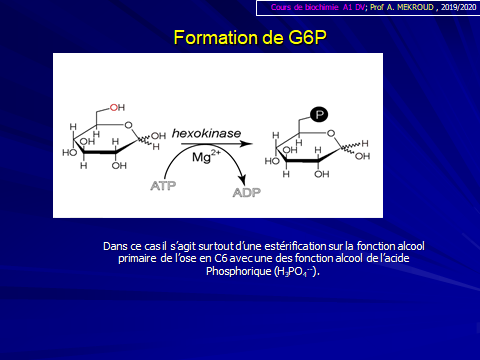 Cours de biochimie A1 DV; Prof A. MEKROUD , 2019/2020
Formation de G6P
OH
H
O
H
OH
H
OH
HO
H
H
OH
hexokinase
Mg2+
ATP
ADP
P
H
O
H
OH
H
HO
OH
H
H
OH
Dans ce cas il s’agit surtout d’une estérification sur la fonction alcool
primaire de l’ose en C6 avec une des fonction alcool de l’acide
Phosphorique (H3PO4--).